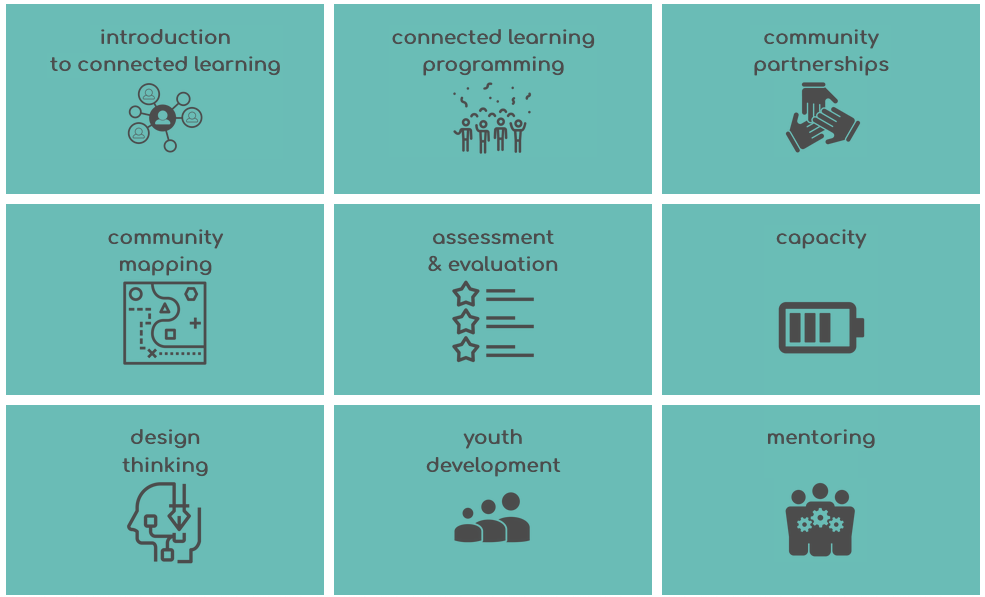 introduction
to connected learning
connected learning
programming
community
partnerships
community
mapping
assessment
& evaluation
capacity
design
thinking
youth
development
mentoring